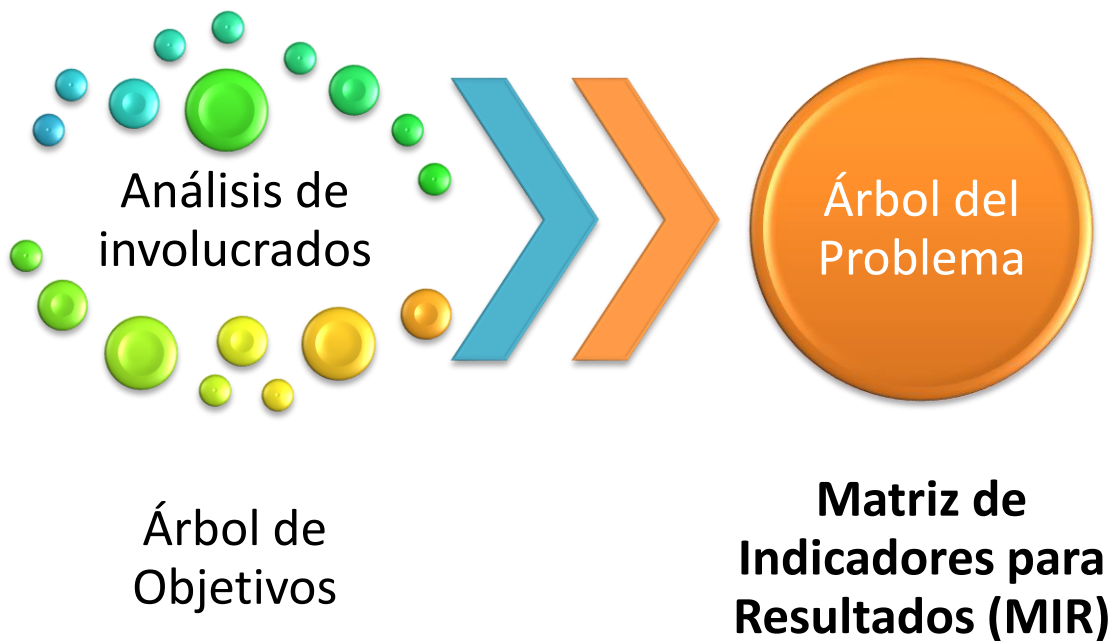 Análisis de
involucrados
Árbol del
Problema
Árbol de
Objetivos
Matriz de
Indicadores para
Resultados (MIR)